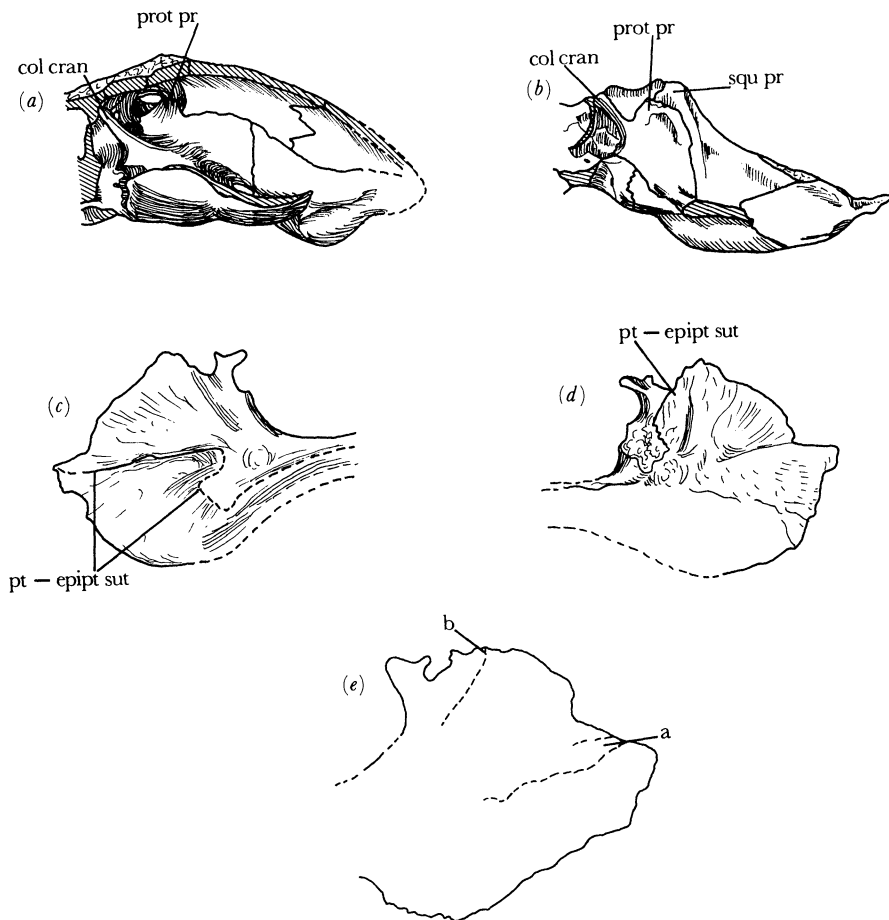 prot pr
col cran
(a)
prot pr
col cran
squ pr
(b)
(c)
pt — epipt sut
pt — epipt sut
(d)
b
(e)
a